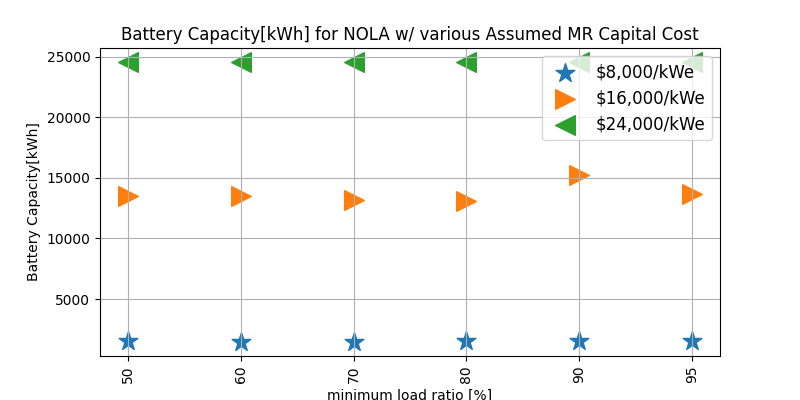 Battery Capacity[kWh] for NOLA w/ various Assumed MR Capital Cost
25000
20000
15000
10000
5000
Battery Capacity[kWh]
$8,000/kWe
$16,000/kWe
$24,000/kWe
50
60
70
80
90
95
minimum load ratio [%]